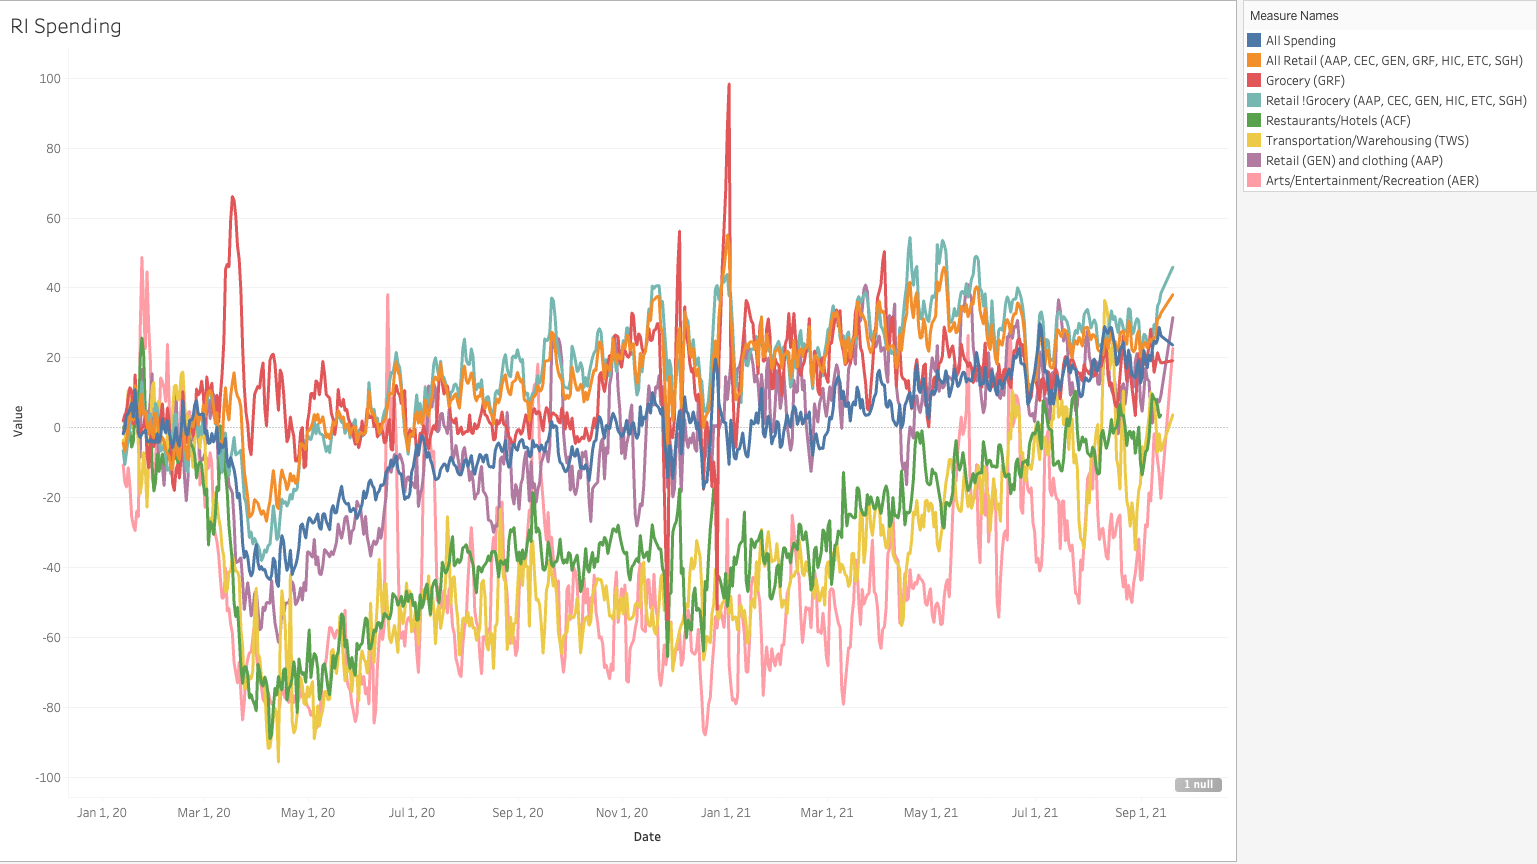 RI Spending
Measure Names
All Spending
All Retail (AAP, CEC, GEN, GRF, HIC, ETC, SGH)
Grocery (GRF)
Retail !Grocery (AAP, CEC, GEN, HIC, ETC, SGH)
Restaurants/Hotels (ACF)
Transportation/Warehousing (TWS)
Retail (GEN) and clothing (AAP)
Arts/Entertainment/Recreation (AER)
Value
100
80
60
40
20
0
-20
-40
-60
-80
-100
1 null
Jan 1, 20 Mar 1, 20 May 1, 20 Jul 1, 20 Sep 1, 20 Nov 1, 20 Jan 1, 21 Mar 1, 21 May 1, 21 Jul 1, 21 Sep 1, 21
Date